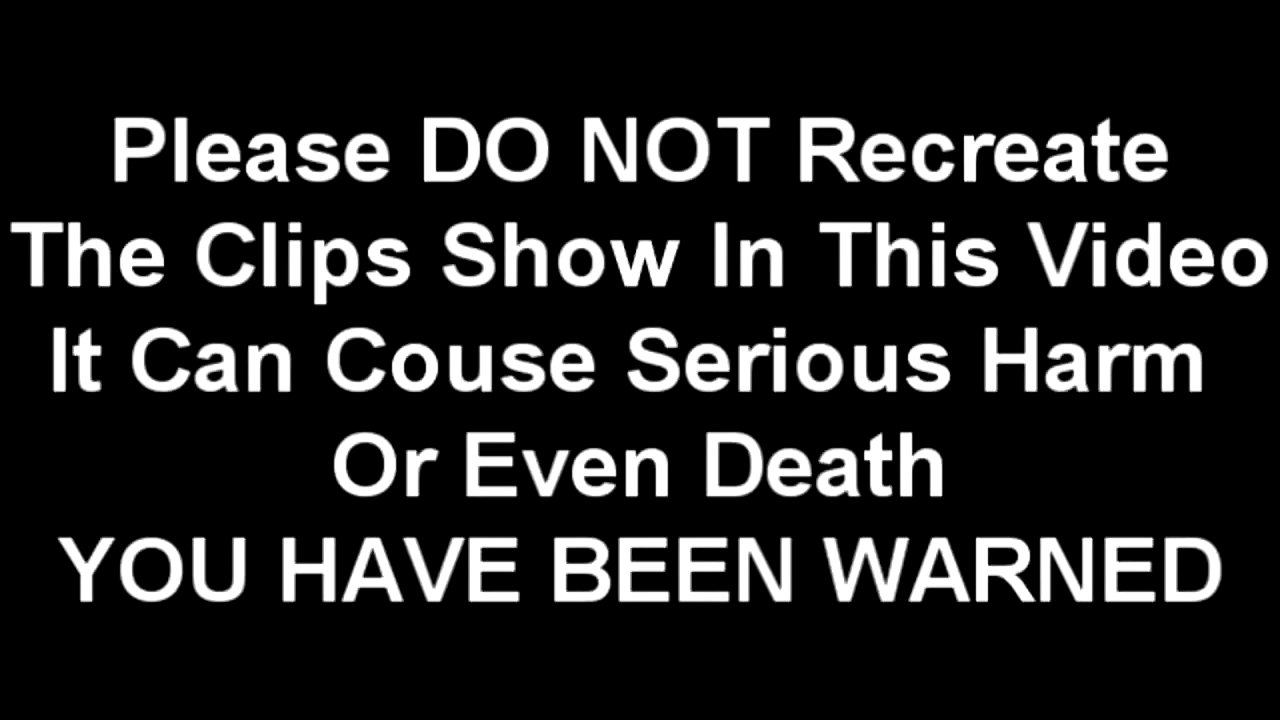 Please DO NOT Recreate
The Clips Show In This Video
It Can Couse Serious Harm
Or Even Death
YOU HAVE BEEN WARNED